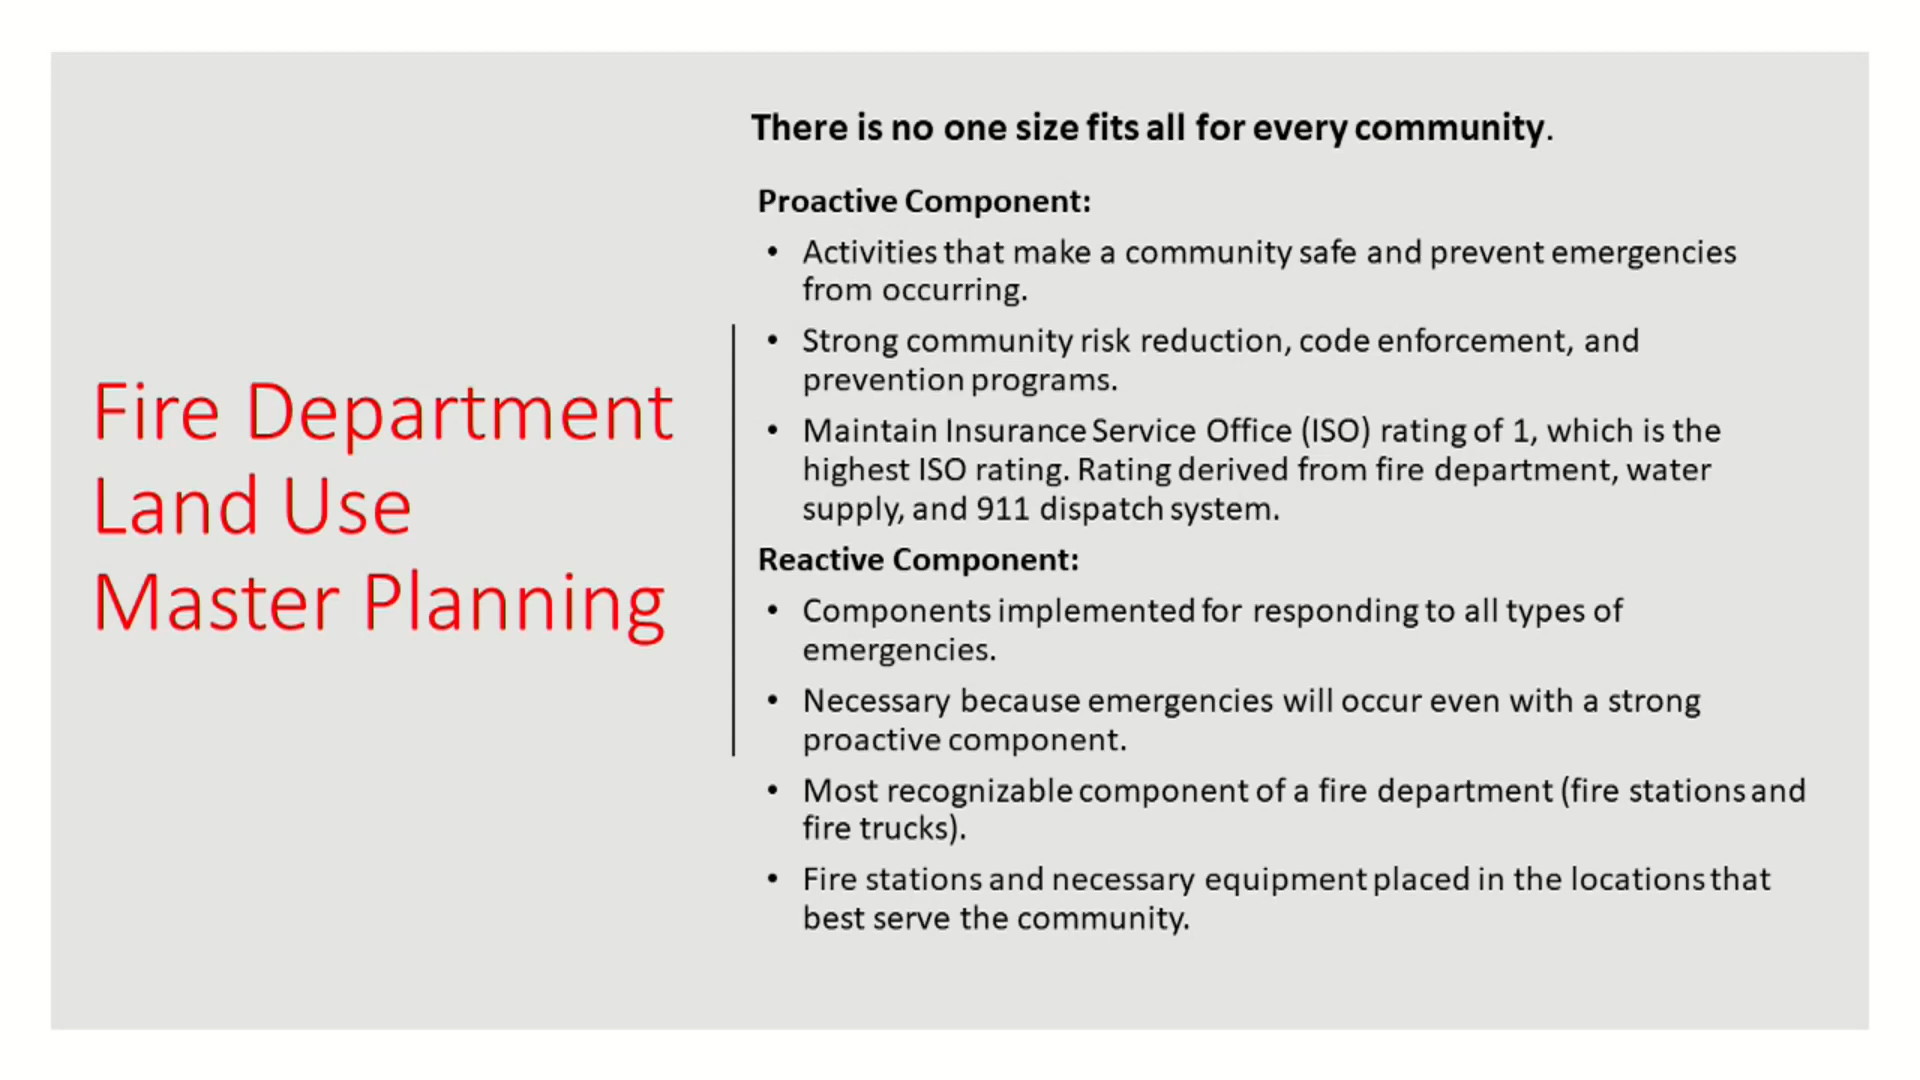 Fire Department
Land Use
Master Planning
There is no one size fits all for every community.
Proactive Component:
• Activities that make a community safe and prevent emergencies
from occurring.
• Strong community risk reduction, code enforcement, and
prevention programs.
• Maintain Insurance Service Office (ISO) rating of 1, which is the
highest ISO rating. Rating derived from fire department, water
supply, and 911 dispatch system.
Reactive Component:
• Components implemented for responding to all types of
emergencies.
• Necessary because emergencies will occur even with a strong
proactive component.
• Most recognizable component of a fire department (fire stations and
fire trucks).
• Fire stations and necessary equipment placed in the locations that
best serve the community.